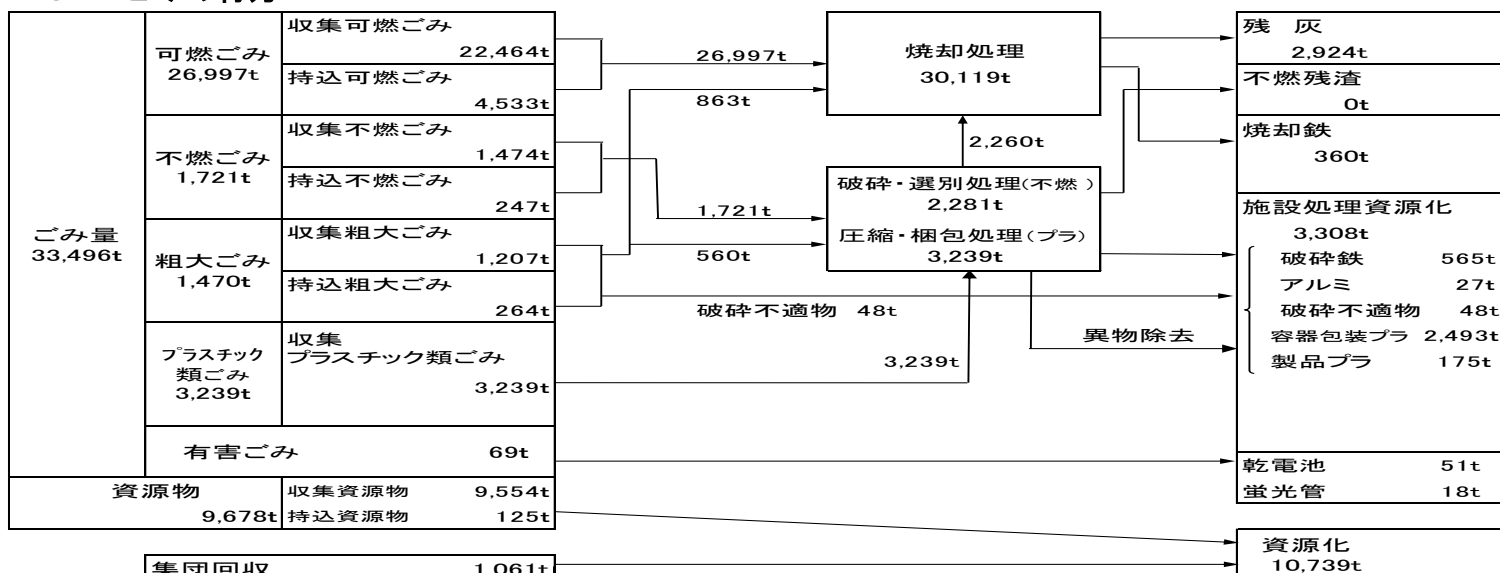 ごみ量
33,496t
可燃ごみ
26,997t
収集可燃ごみ
22,464t
持込可燃ごみ
4,533t
不燃ごみ
1,721t
収集不燃ごみ
1,474t
持込不燃ごみ
247t
粗大ごみ
1,470t
収集粗大ごみ
1,207t
持込粗大ごみ
264t
プラスチック
類ごみ
3,239t
収集
プラスチック類ごみ
3,239t
有害ごみ 69t
資源物
9,678t
収集資源物 9,554t
持込資源物 125t
集団回収 1,061t
26,997t
863t
1,721t
560t
破砕不適物 48t
3,239t
焼却処理
30,119t
2,260t
破砕・選別処理(不燃)
2,281t
圧縮・梱包処理(プラ)
3,239t
異物除去
残 灰
2,924t
不燃残渣
0t
焼却鉄
360t
施設処理資源化
3,308t
破砕鉄 565t
アルミ 27t
破砕不適物 48t
容器包装プラ 2,493t
製品プラ 175t
乾電池 51t
蛍光管 18t
資源化
10,739t